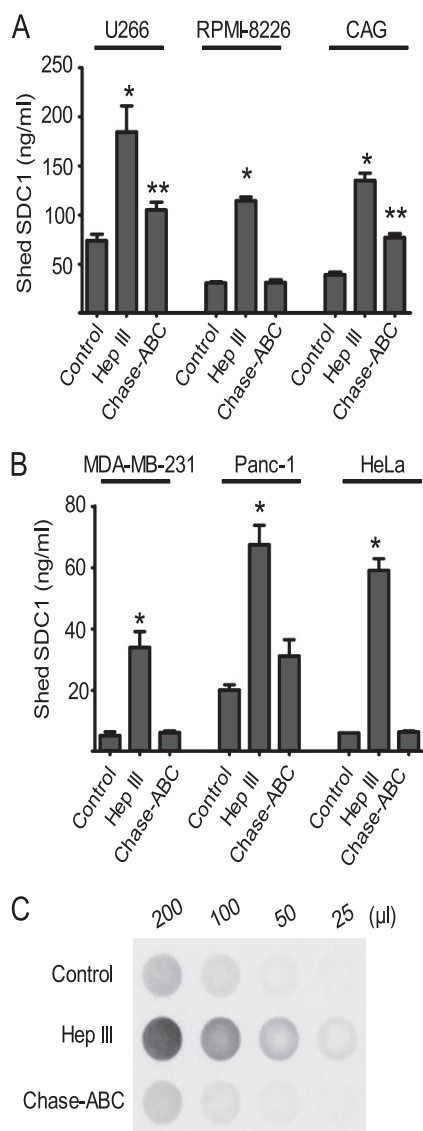 A
U266 RPMI-8226 CAG
Shed SDC1 (ng/ml)
250
200
150
100
50
* ** * * **
Control Hep III Chase-ABC Control Hep III Chase-ABC Control Hep III Chase-ABC
B
MDA-MB-231 Panc-1 HeLa
Shed SDC1 (ng/ml)
80
60
40
20
* * *
Control Hep III Chase-ABC Control Hep III Chase-ABC Control Hep III Chase-ABC
C
200 100 50 25 (µl)
Control
Hep III
Chase-ABC